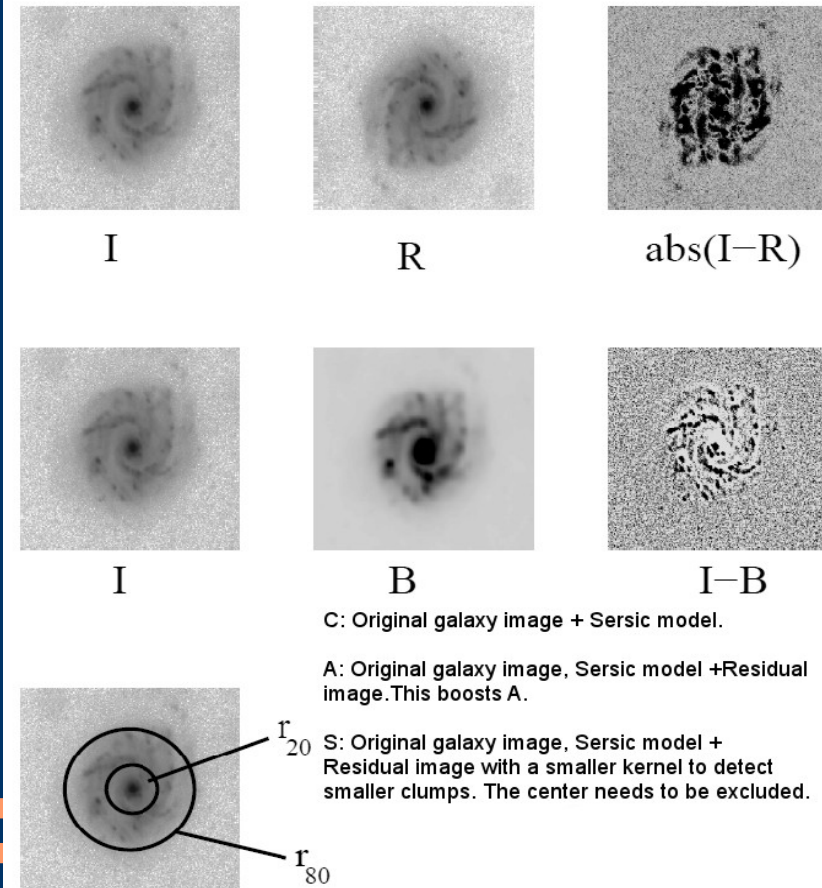 I
R
abs(I−R)
I
B
I−B
C: Original galaxy image + Sersic model.
A: Original galaxy image, Sersic model +Residual
image.This boosts A.
S: Original galaxy image, Sersic model +
Residual image with a smaller kernel to detect
smaller clumps. The center needs to be excluded.
r20
r80